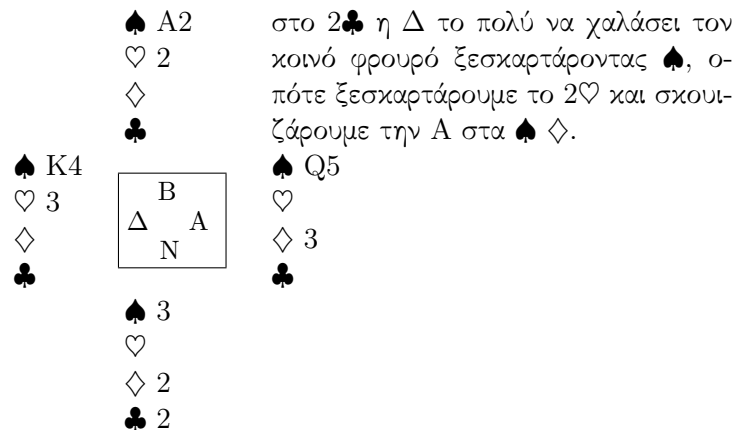 ♠ A2
♡ 2
♢
♣
στο 2♣ η Δ το πολύ να χαλάσει τον
κοινό φρουρό ξεσκαρτάροντας ♠, ο-
πότε ξεσκαρτάρουμε το 2♡ και σκουι-
ζάρουμε την Α στα ♠ ♢.
♠ K4
♡ 3
♢
♣
Β
Δ Α
Ν
♠ Q5
♡
♢ 3
♣
♠ 3
♡
♢ 2
♣ 2